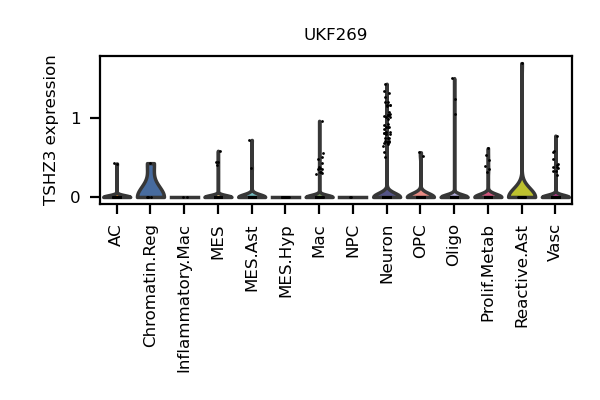 UKF269
TSHZ3 expression
1
0
AC
Chromatin.Reg
Inflammatory.Mac
MES
MES.Ast
MES.Hyp
Mac
NPC
Neuron
OPC
Oligo
Prolif.Metab
Reactive.Ast
Vasc